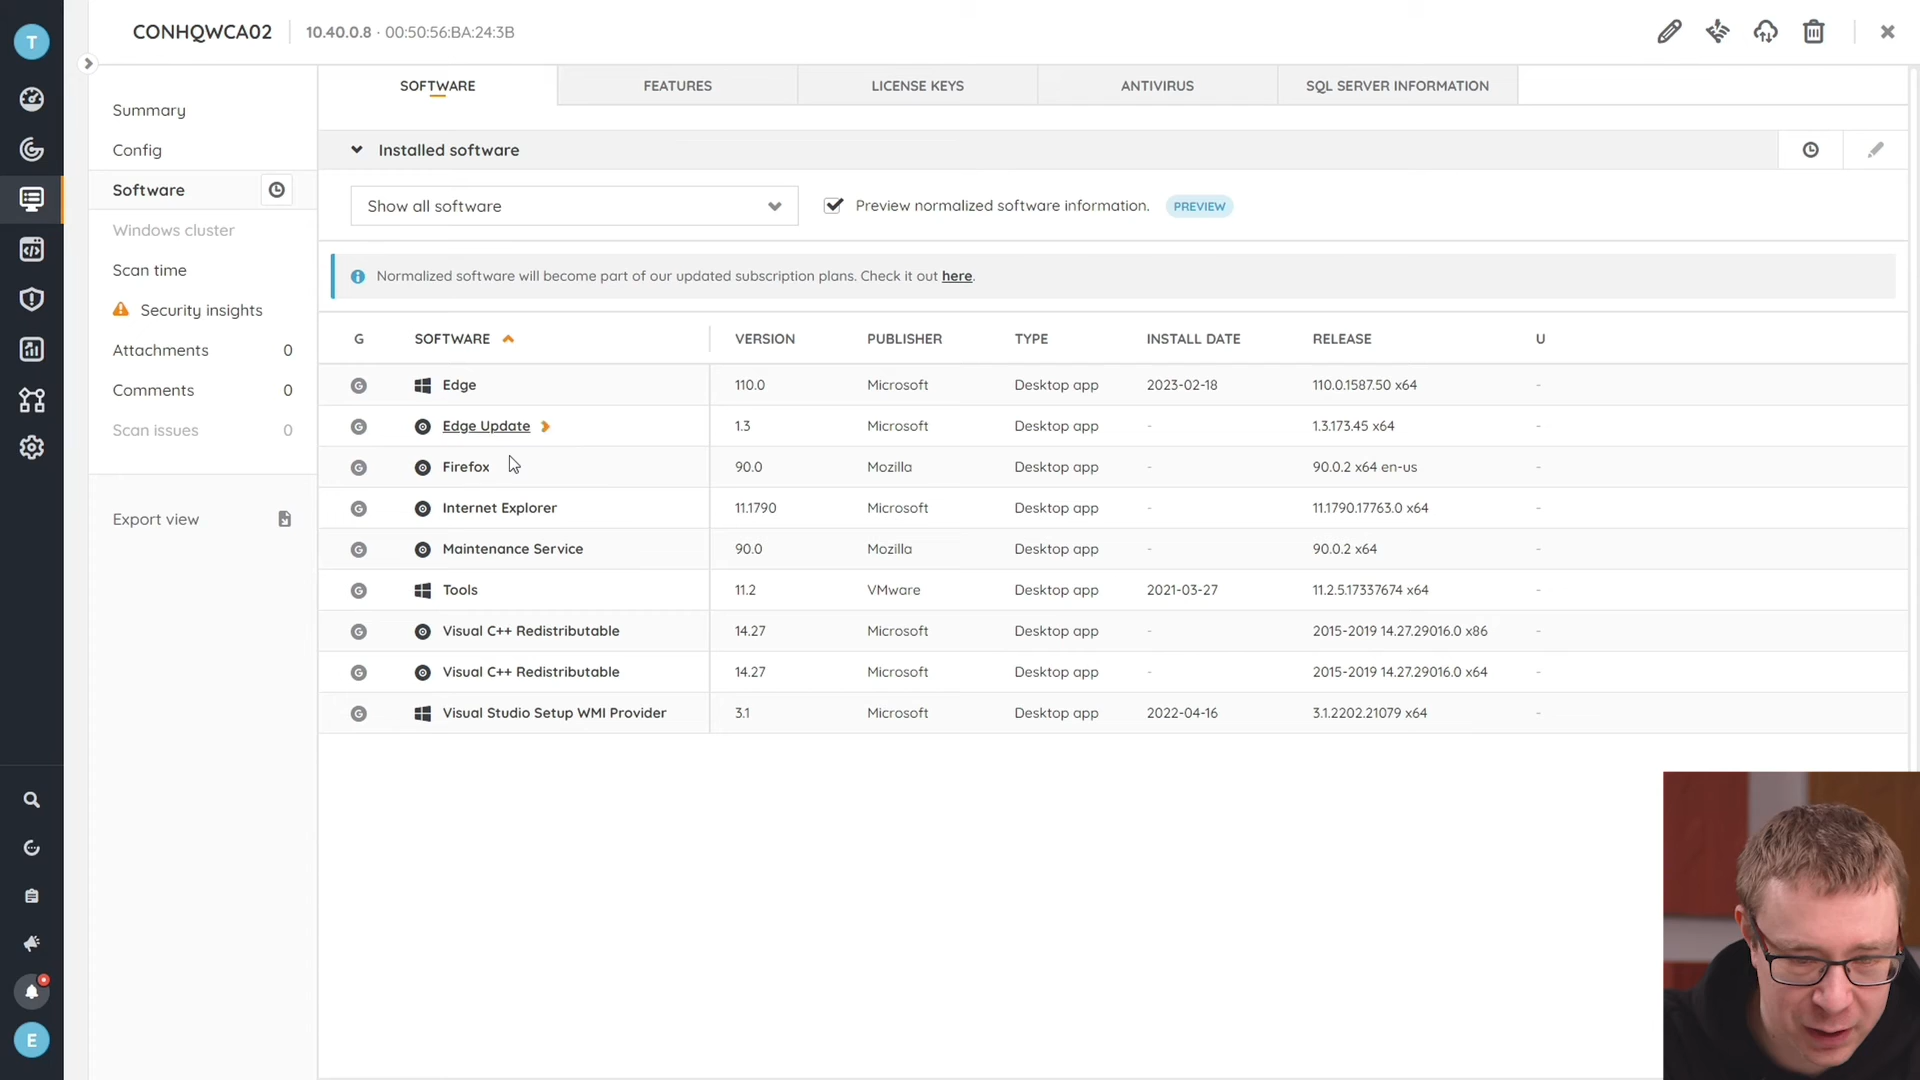 T
CONHQWCA02
10.40.0.8 · 00:50:56:BA:24:3B
Summary
Config
Software
Windows cluster
Scan time
Security insights
Attachments 0
Comments 0
Scan issues 0
Export view
E
SOFTWARE FEATURES LICENSE KEYS ANTIVIRUS SQL SERVER INFORMATION
Installed software
Show all software
Preview normalized software information. PREVIEW
Normalized software will become part of our updated subscription plans. Check it out here.
G SOFTWARE VERSION PUBLISHER TYPE INSTALL DATE RELEASE U
G Edge 110.0 Microsoft Desktop app 2023-02-18 110.0.1587.50 x64 -
G Edge Update 1.3 Microsoft Desktop app - 1.3.173.45 x64 -
G Firefox 90.0 Mozilla Desktop app - 90.0.2 x64 en-us -
G Internet Explorer 11.1790 Microsoft Desktop app - 11.1790.17763.0 x64 -
G Maintenance Service 90.0 Mozilla Desktop app - 90.0.2 x64 -
G Tools 11.2 VMware Desktop app 2021-03-27 11.2.5.17337674 x64 -
G Visual C++ Redistributable 14.27 Microsoft Desktop app - 2015-2019 14.27.29016.0 x86 -
G Visual C++ Redistributable 14.27 Microsoft Desktop app - 2015-2019 14.27.29016.0 x64 -
G Visual Studio Setup WMI Provider 3.1 Microsoft Desktop app 2022-04-16 3.1.2202.21079 x64 -